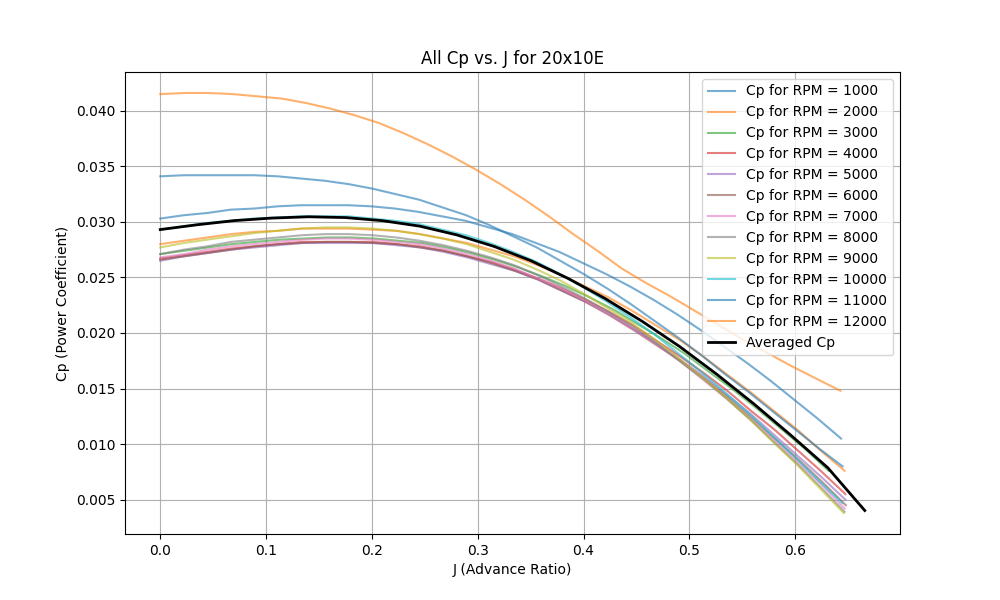 All Cp vs. J for 20x10E
Cp (Power Coefficient)
0.040
0.035
0.030
0.025
0.020
0.015
0.010
0.005
0.0 0.1 0.2 0.3 0.4 0.5 0.6
J (Advance Ratio)
Cp for RPM = 1000
Cp for RPM = 2000
Cp for RPM = 3000
Cp for RPM = 4000
Cp for RPM = 5000
Cp for RPM = 6000
Cp for RPM = 7000
Cp for RPM = 8000
Cp for RPM = 9000
Cp for RPM = 10000
Cp for RPM = 11000
Cp for RPM = 12000
Averaged Cp